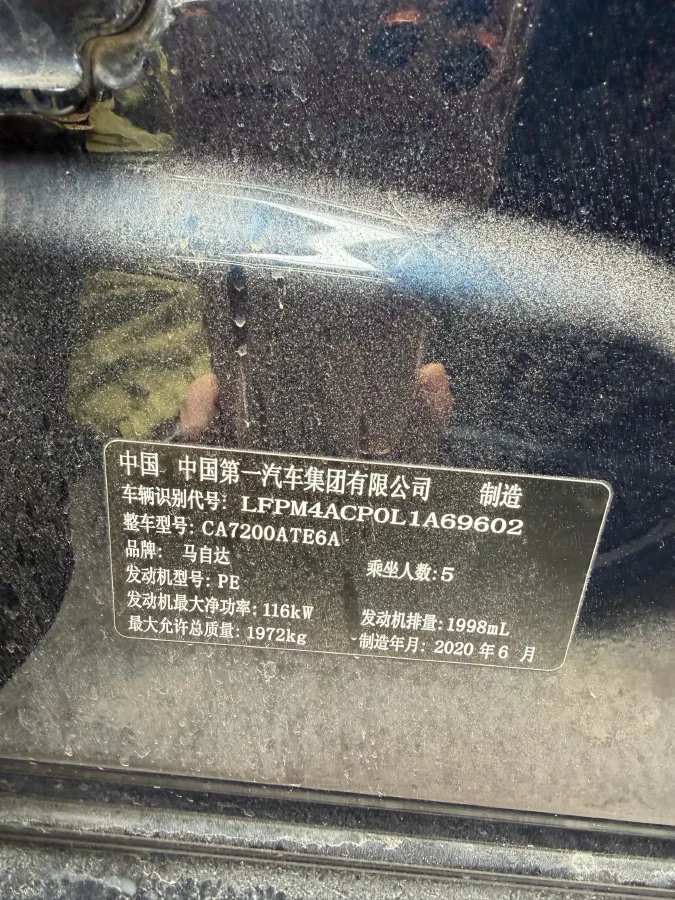 中国 中国第一汽车集团有限公司 制造
车辆识别代号: LFPM4ACP0L1A69602
整车型号: CA7200ATE6A
品牌: 马自达 乘坐人数: 5
发动机型号: PE
发动机最大净功率: 116kW 发动机排量: 1998mL
最大允许总质量: 1972kg 制造年月: 2020 年 6 月